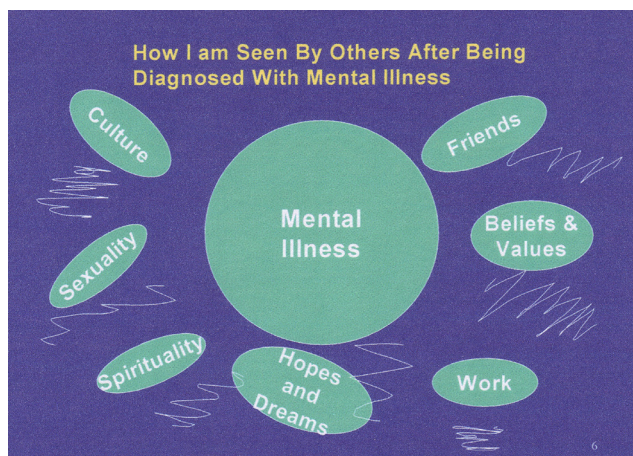 How I am Seen By Others After Being
Diagnosed With Mental Illness
Culture
Friends
Mental
Illness
Beliefs &
Values
Sexuality
Spirituality
Hopes
and
Dreams
Work
6